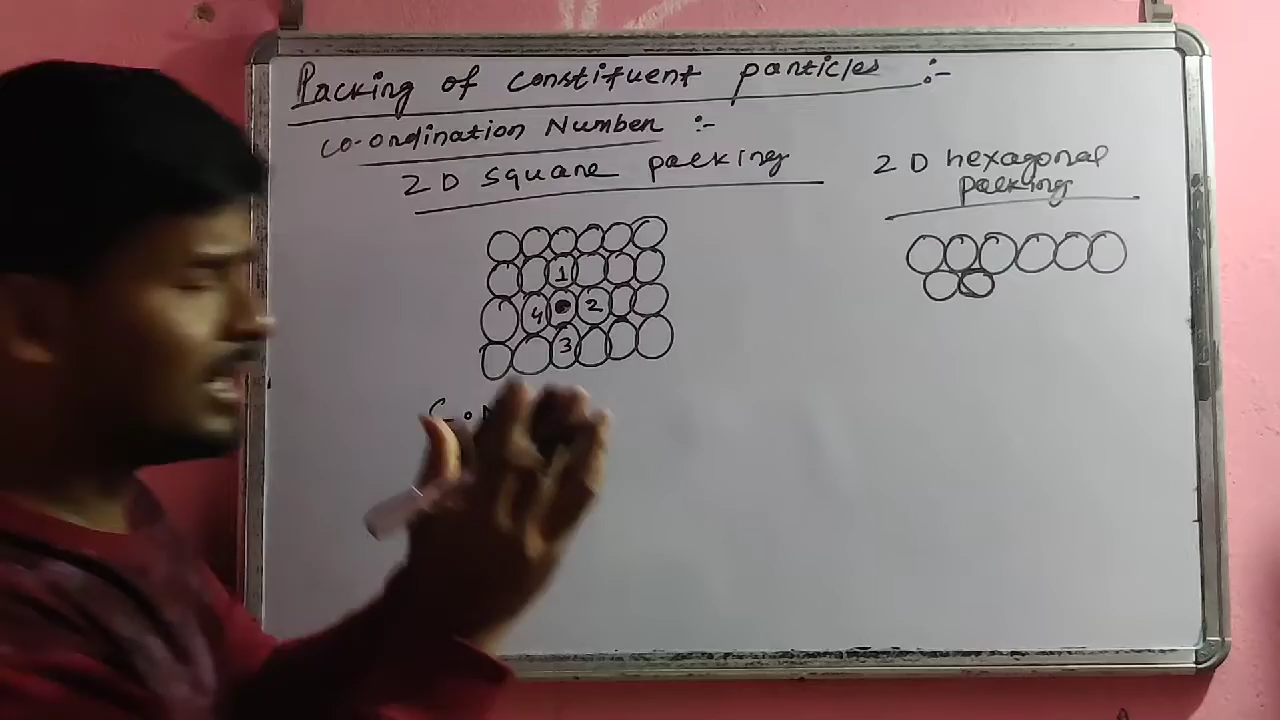 Packing of constituent particles :-
co-ordination Number :-
2D square packing
2D hexagonal
packing
1
4 2
3